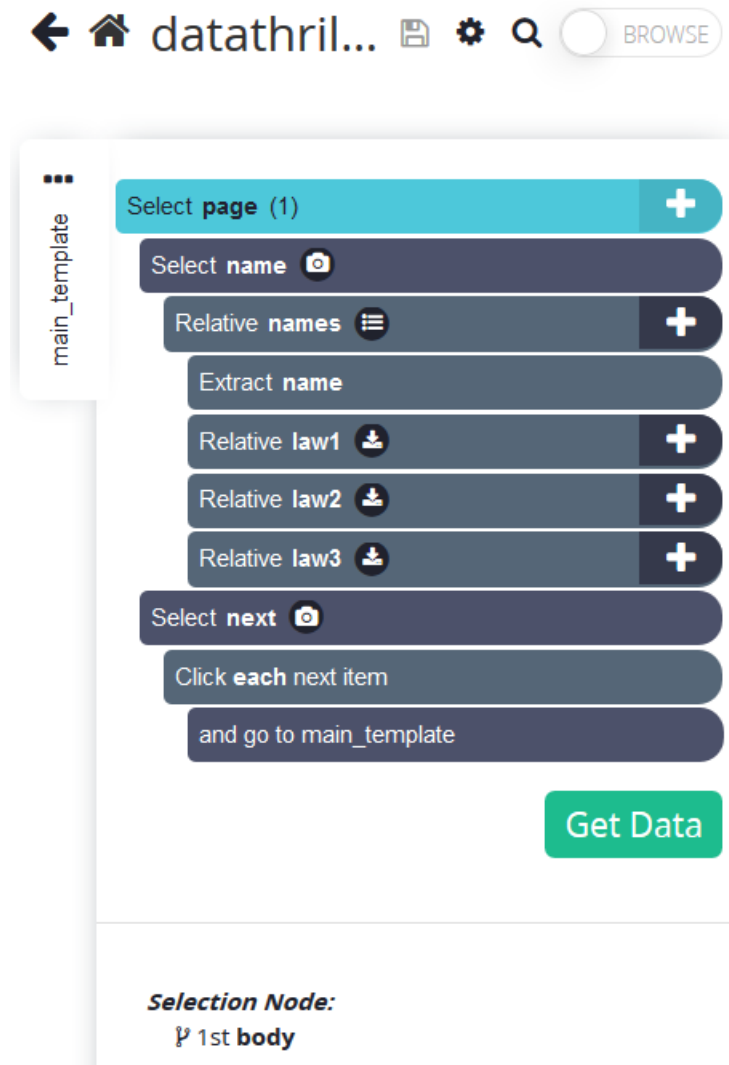 datathril...
BROWSE
main_template
Select page (1)
Select name
Relative names
Extract name
Relative law1
Relative law2
Relative law3
Select next
Click each next item
and go to main_template
Get Data
Selection Node:
1st body